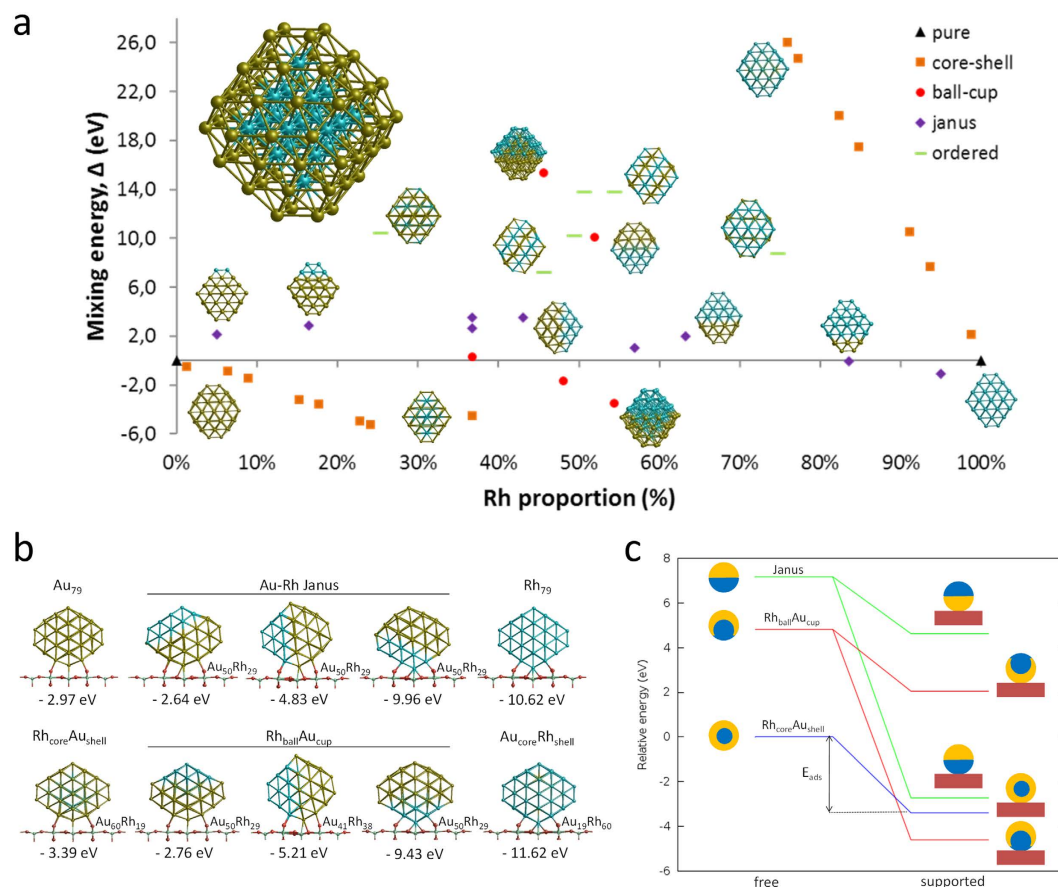 a
Mixing energy, Δ (eV)
26,0
22,0
18,0
14,0
10,0
6,0
2,0
-2,0
-6,0
pure
core-shell
ball-cup
janus
ordered
0% 10% 20% 30% 40% 50% 60% 70% 80% 90% 100%
Rh proportion (%)
b
Au79 Au-Rh Janus Rh79
Au50Rh29 Au50Rh29 Au50Rh29
- 2.97 eV - 2.64 eV - 4.83 eV - 9.96 eV - 10.62 eV
RhcoreAushell RhballAucup AucoreRhshell
Au60Rh19 Au50Rh29 Au41Rh38 Au50Rh29 Au19Rh60
- 3.39 eV - 2.76 eV - 5.21 eV - 9.43 eV - 11.62 eV
c
Relative energy (eV)
8
6
4
2
0
-2
-4
-6
Janus
RhballAucup
RhcoreAushell
Eads
free supported